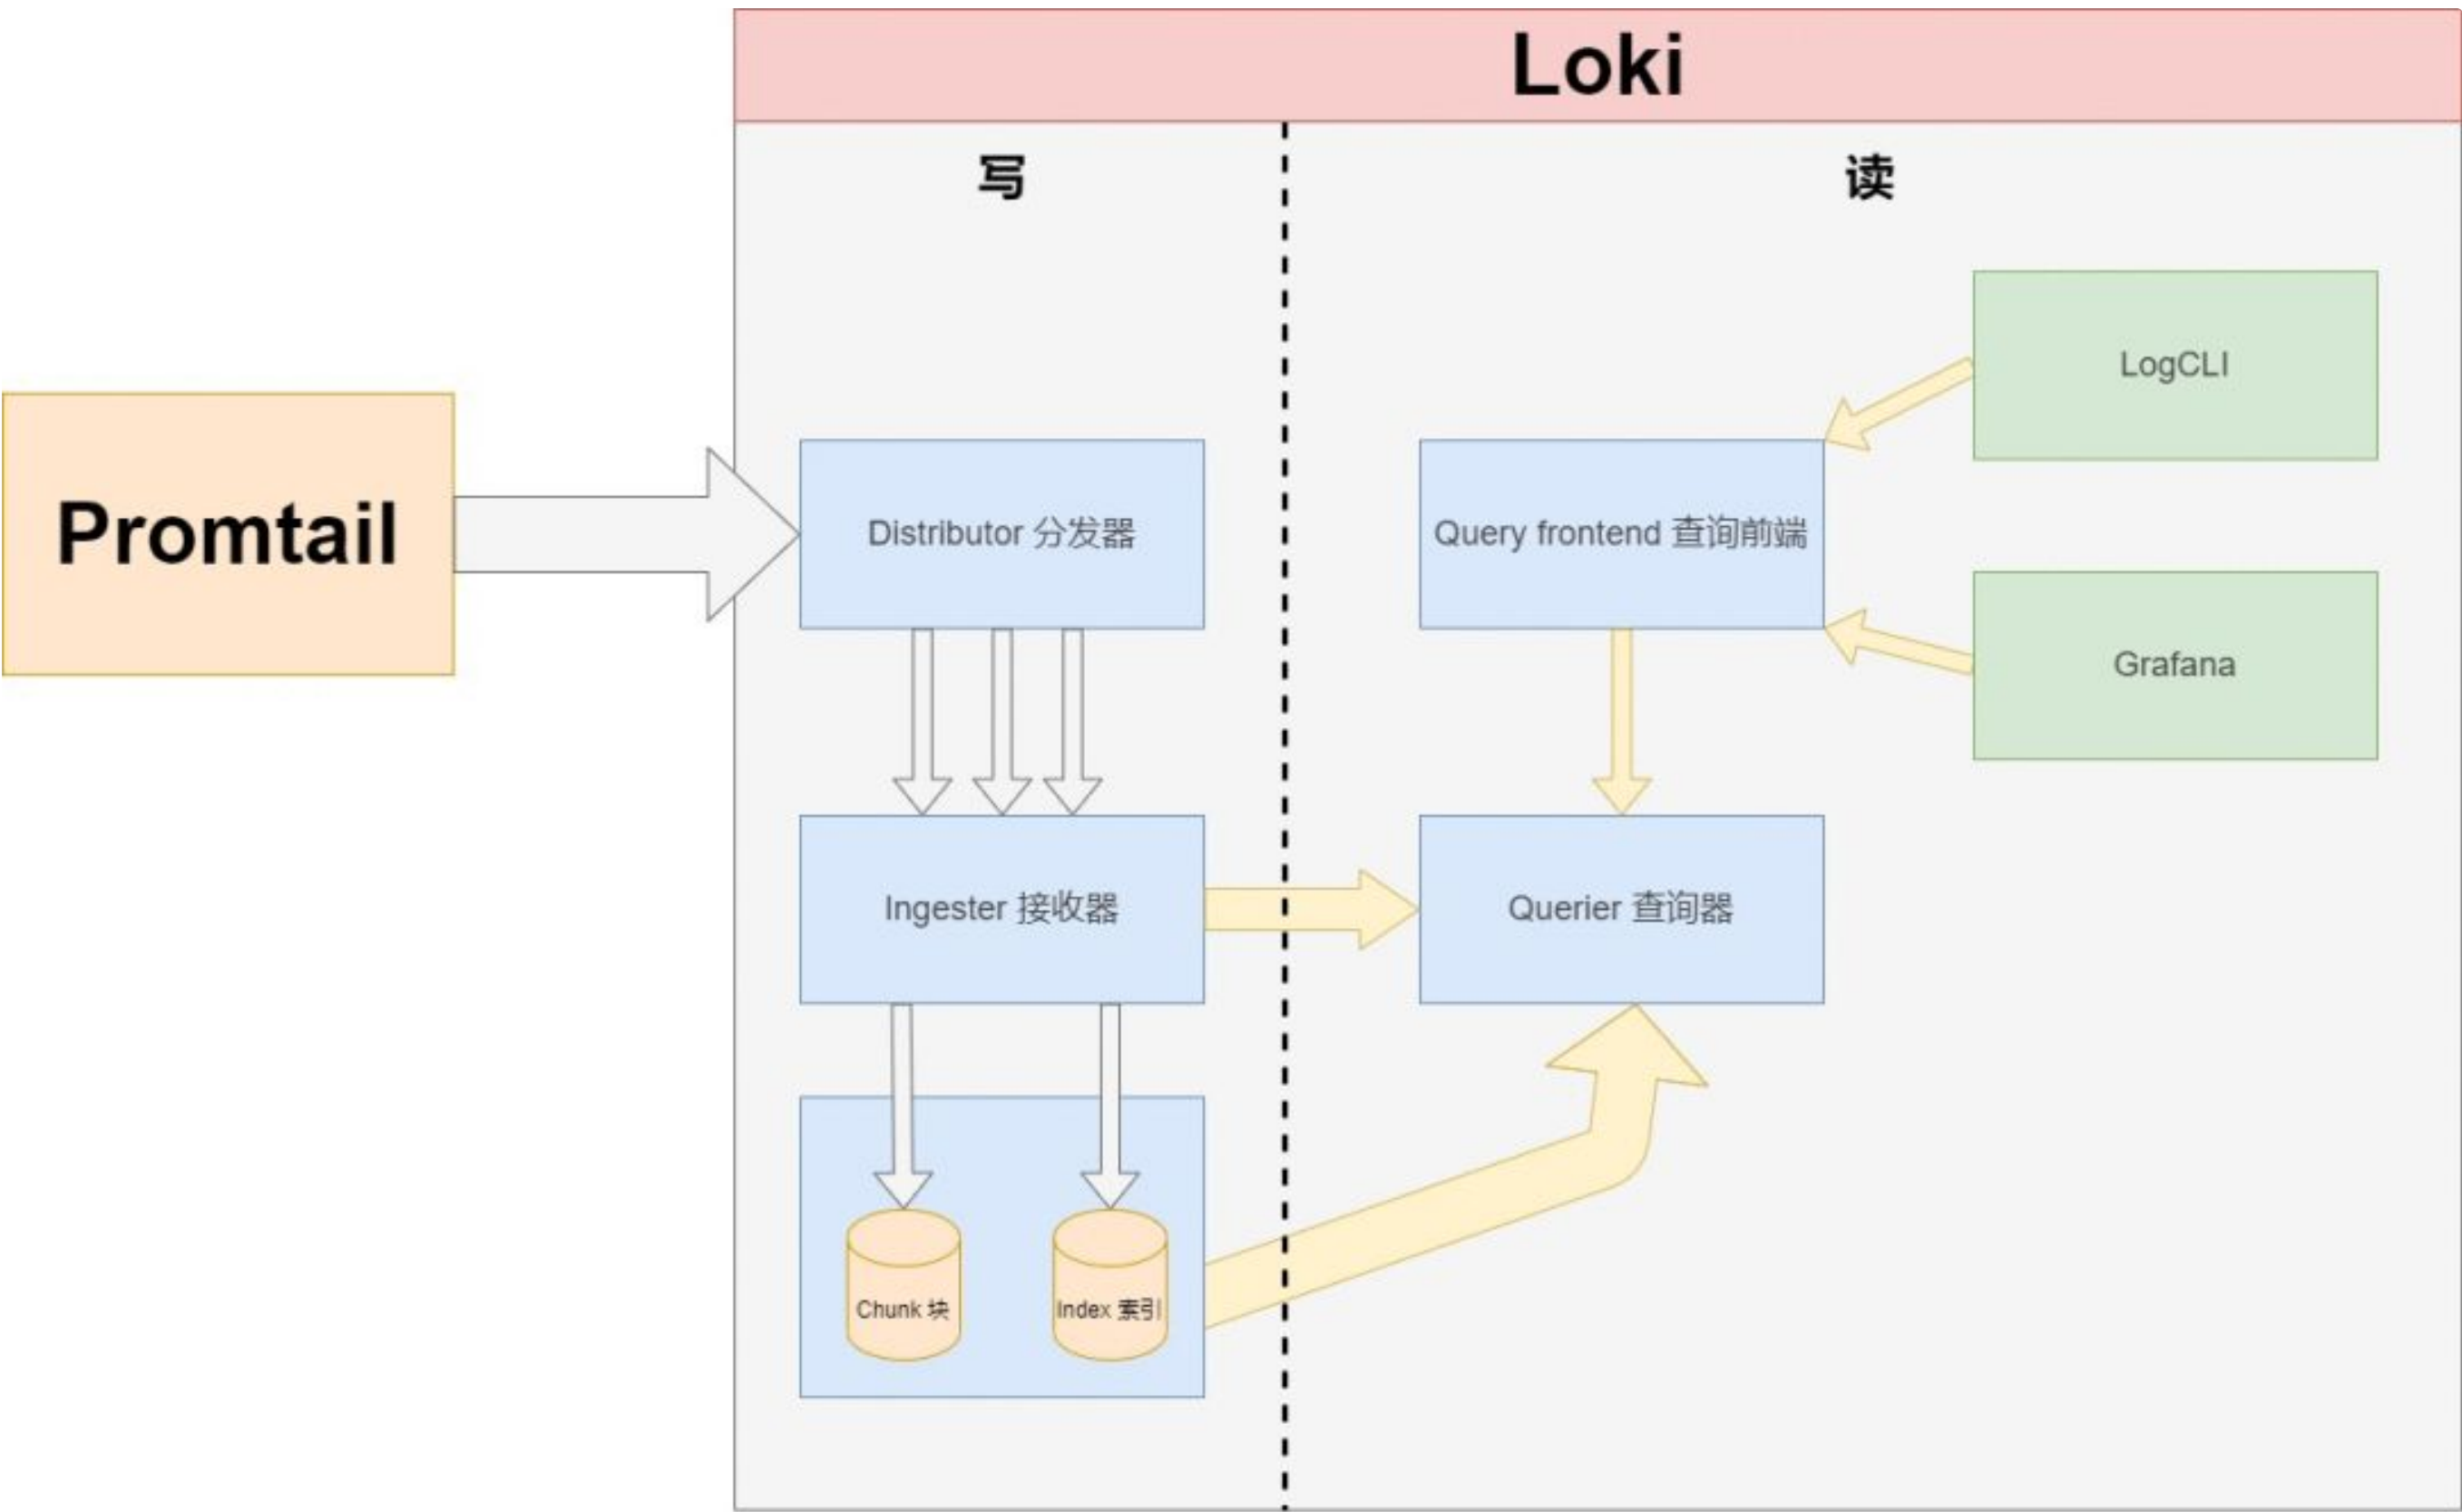 Loki
写
读
LogCLI
Promtail
Distributor 分发器
Query frontend 查询前端
Grafana
Ingester 接收器
Querier 查询器
Chunk 块
Index 索引